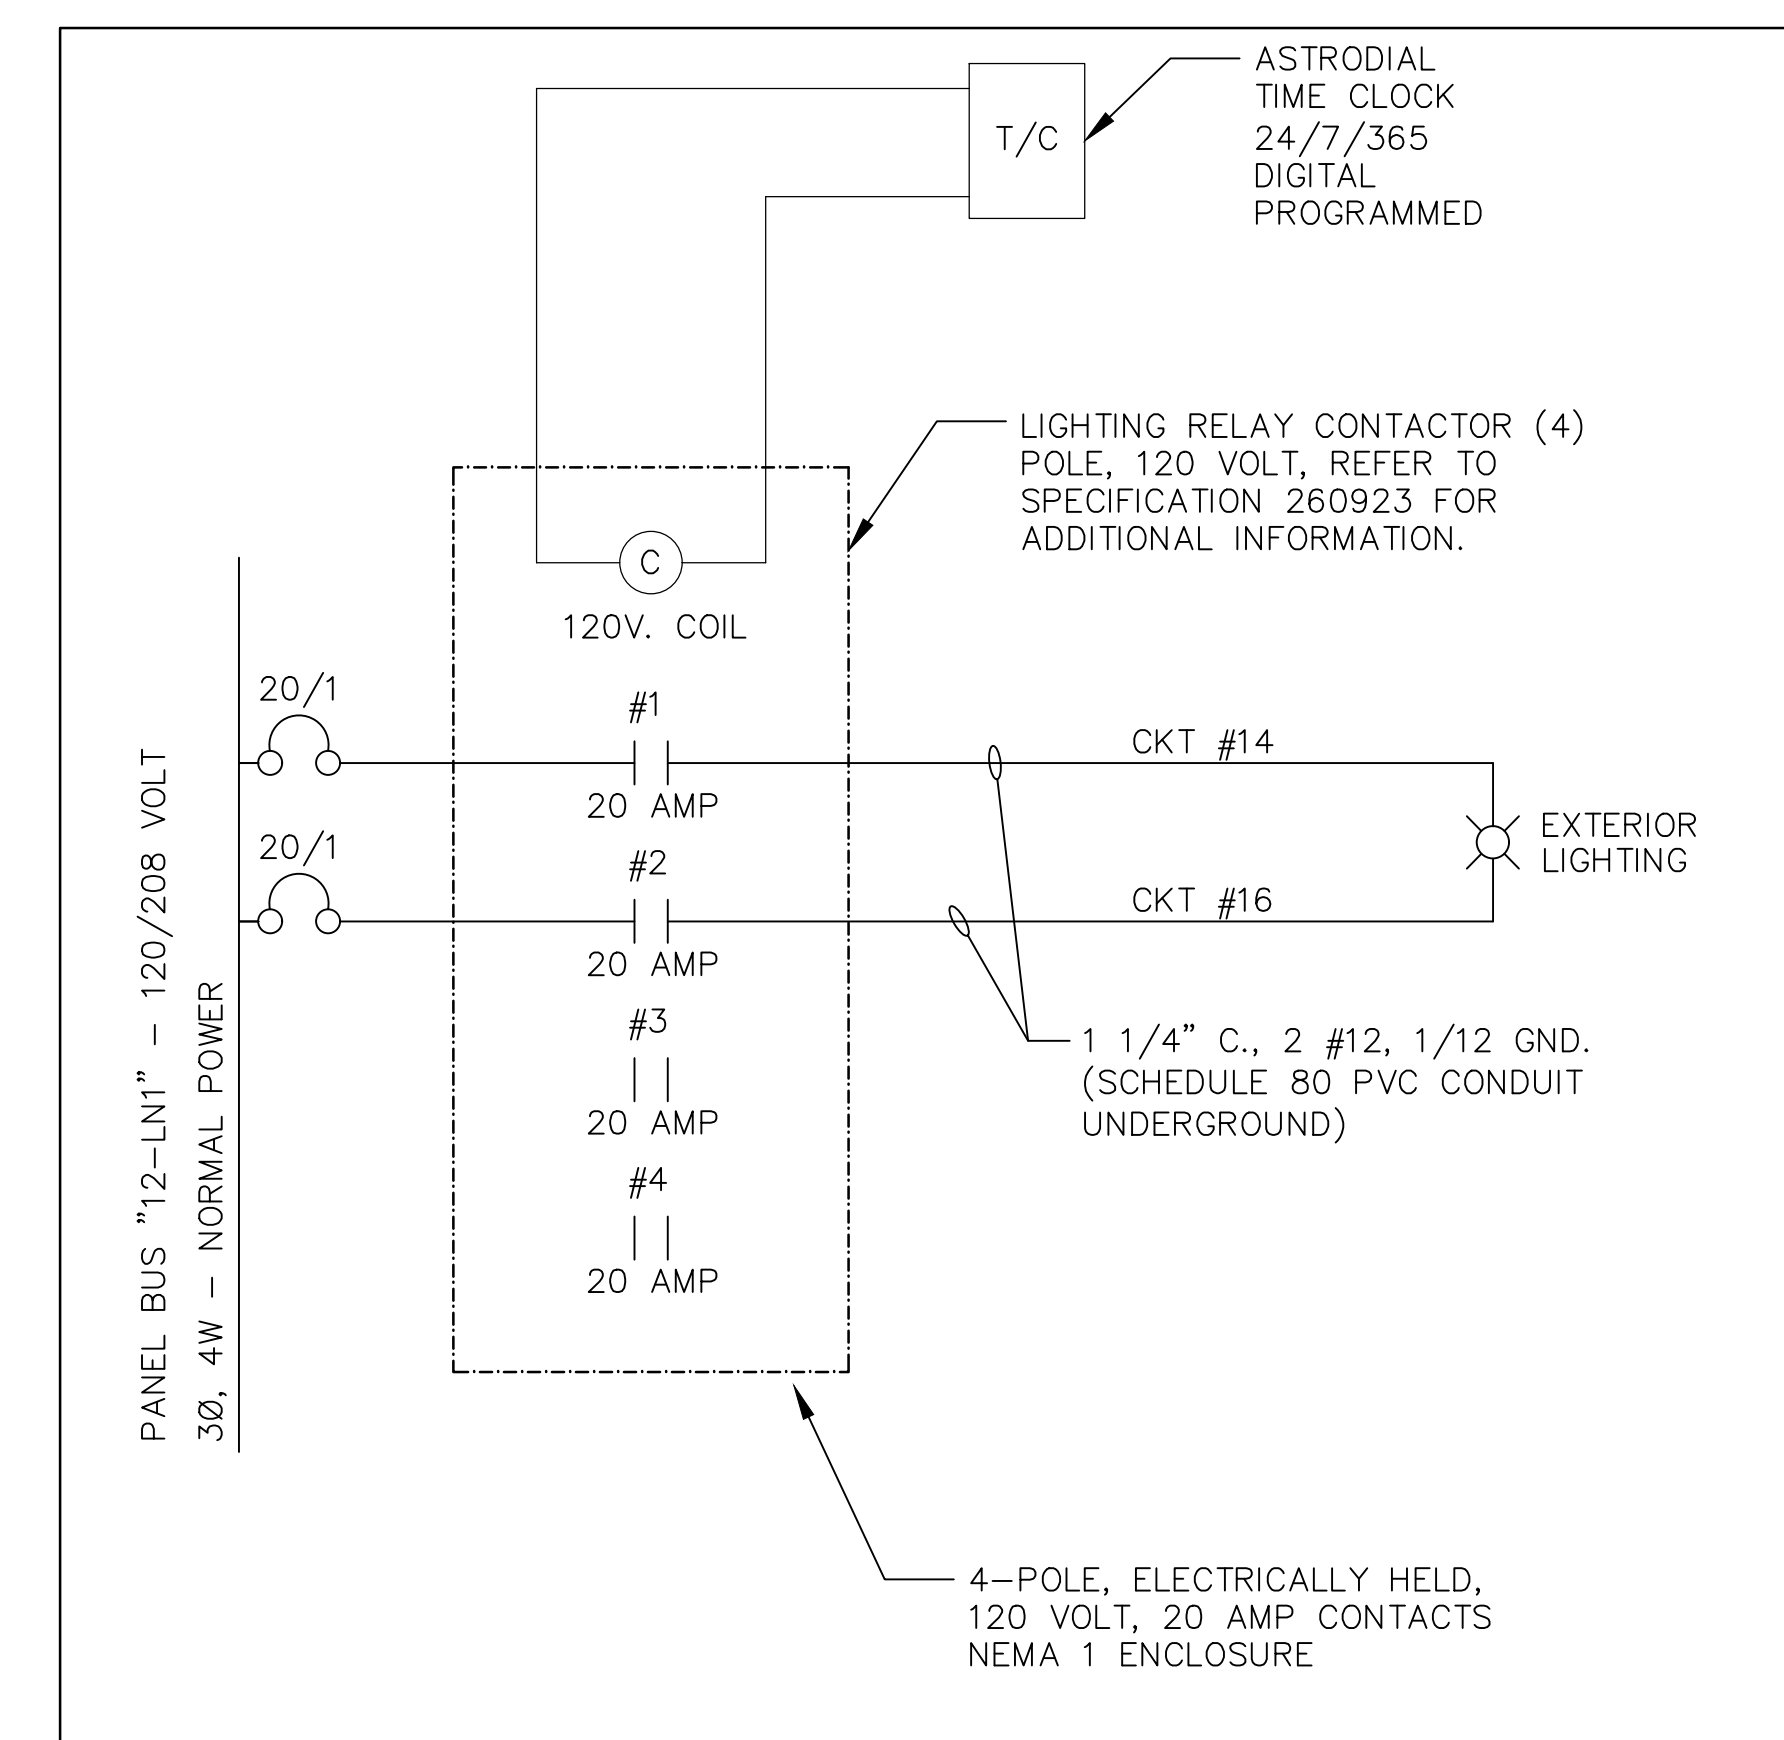 ASTRODIAL
TIME CLOCK
24/7/365
DIGITAL
PROGRAMMED
T/C
LIGHTING RELAY CONTACTOR (4)
POLE, 120 VOLT, REFER TO
SPECIFICATION 260923 FOR
ADDITIONAL INFORMATION.
C
120V. COIL
20/1
#1
CKT #14
20 AMP
EXTERIOR
LIGHTING
20/1
#2
CKT #16
20 AMP
#3
20 AMP
#4
20 AMP
1 1/4" C., 2 #12, 1/12 GND.
(SCHEDULE 80 PVC CONDUIT
UNDERGROUND)
PANEL BUS "12-LN1" - 120/208 VOLT
3Ø, 4W - NORMAL POWER
4-POLE, ELECTRICALLY HELD,
120 VOLT, 20 AMP CONTACTS
NEMA 1 ENCLOSURE